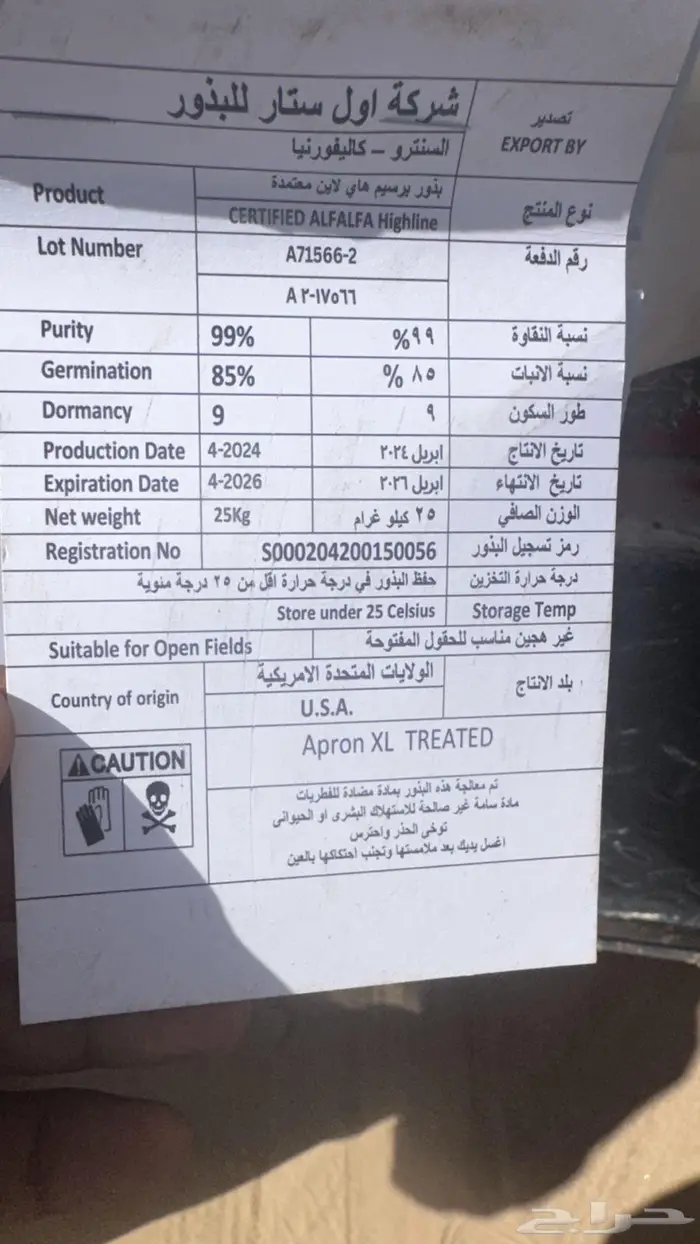 شركة اول ستار للبذور
تصدير
السنترو – كاليفورنيا
EXPORT BY
Product
بذور برسيم هاي لاين معتمدة
نوع المنتج
CERTIFIED ALFALFA Highline
Lot Number
A71566-2
رقم الدفعة
A ٢-١٧٥٦٦
Purity 99% %٩٩ نسبة النقاوة
Germination 85% % ٨٥ نسبة الانبات
Dormancy 9 ٩ طور السكون
Production Date 4-2024 ابريل ٢٠٢٤ تاريخ الانتاج
Expiration Date 4-2026 ابريل ٢٠٢٦ تاريخ الانتهاء
Net weight 25Kg ٢٥ كيلو غرام الوزن الصافي
Registration No S000204200150056 رمز تسجيل البذور
حفظ البذور في درجة حرارة اقل من ٢٥ درجة مئوية درجة حرارة التخزين
Store under 25 Celsius Storage Temp
Suitable for Open Fields غير هجين مناسب للحقول المفتوحة
Country of origin
الولايات المتحدة الامريكية
بلد الانتاج
U.S.A.
Apron XL TREATED
CAUTION
تم معالجة هذه البذور بمادة مضادة للفطريات
مادة سامة غير صالحة للاستهلاك البشرى او الحيوانى
توخى الحذر واحترس
اغسل يديك بعد ملامستها وتجنب احتكاكها بالعين
حراج